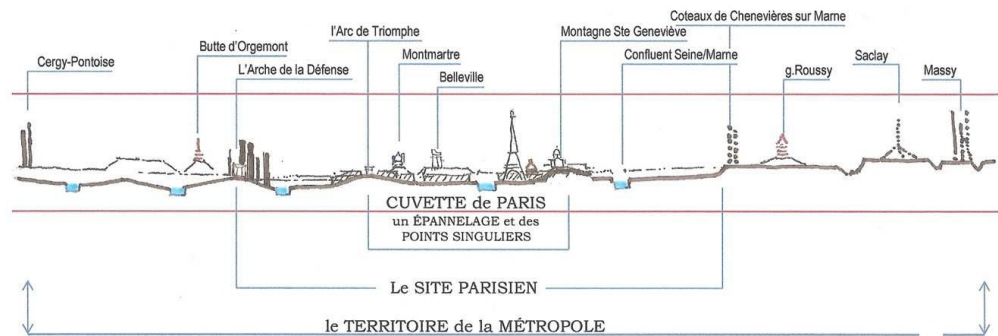 Coteaux de Chenevières sur Marne
l'Arc de Triomphe
Montagne Ste Geneviève
Butte d'Orgemont
Montmartre
Confluent Seine/Marne
Saclay
Cergy-Pontoise
L'Arche de la Défense
Belleville
g.Roussy
Massy
CUVETTE de PARIS
un ÉPANNELAGE et des
POINTS SINGULIERS
Le SITE PARISIEN
le TERRITOIRE de la MÉTROPOLE